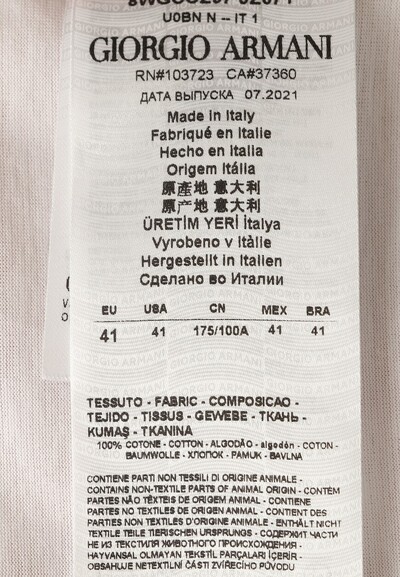 U0BN N -- IT 1
GIORGIO ARMANI
RN#103723 CA#37360
ДАТА ВЫПУСКА 07.2021
Made in Italy
Fabriqué en Italie
Hecho en Italia
Origem Itália
原產地 意大利
原产地 意大利
ÜRETİM YERİ İtalya
Vyrobeno v Itàlie
Hergestellt in Italien
Сделано во Италии
EU USA CN MEX BRA
41 41 175/100A 41 41
TESSUTO - FABRIC - COMPOSICAO -
TEJIDO - TISSUS - GEWEBE - ТКАНЬ -
KUMAŞ - TKANINA
100% COTONE - COTTON - ALGODÃO - algodón - COTON -
BAUMWOLLE - ХЛОПОК - PAMUK - BAVLNA
CONTIENE PARTI NON TESSILI DI ORIGINE ANIMALE -
CONTAINS NON-TEXTILE PARTS OF ANIMAL ORIGIN - CONTÉM
PARTES NÃO TÊXTEIS DE ORIGEM ANIMAL - CONTIENE
PARTES NO TEXTILES DE ORIGEN ANIMAL - CONTIENT DES
PARTIES NON TEXTILES D'ORIGINE ANIMALE - ENTHÄLT NICHT
TEXTILE TEILE TIERISCHEN URSPRUNGS - СОДЕРЖИТ ЧАСТИ
НЕ ИЗ ТЕКСТИЛЯ ЖИВОТНОГО ПРОИСХОЖДЕНИЯ -
HAYVANSAL OLMAYAN TEKSTİL PARÇALARI İÇERİR -
OBSAHUJE NETEXTILNÍ ČÁSTI ZVÍŘECÍHO PŮVODU